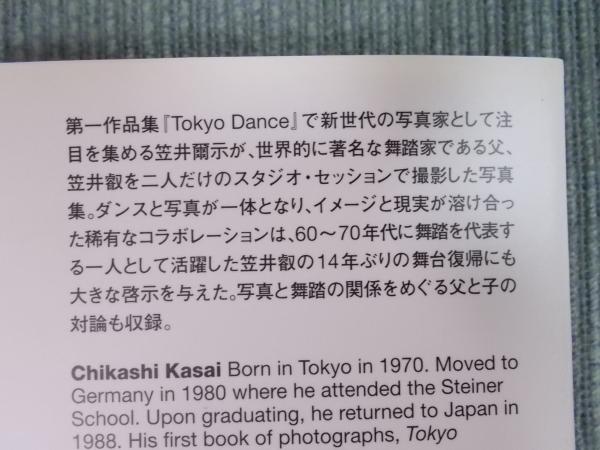 第一作品集『Tokyo Dance』で新世代の写真家として注
目を集める笠井爾示が、世界的に著名な舞踏家である父、
笠井叡を二人だけのスタジオ・セッションで撮影した写真
集。ダンスと写真が一体となり、イメージと現実が溶け合っ
た稀有なコラボレーションは、60〜70年代に舞踏を代表す
る一人として活躍した笠井叡の14年ぶりの舞台復帰にも
大きな啓示を与えた。写真と舞踏の関係をめぐる父と子の
対論も収録。
Chikashi Kasai Born in Tokyo in 1970. Moved to
Germany in 1980 where he attended the Steiner
School. Upon graduating, he returned to Japan in
1988. His first book of photographs, Tokyo